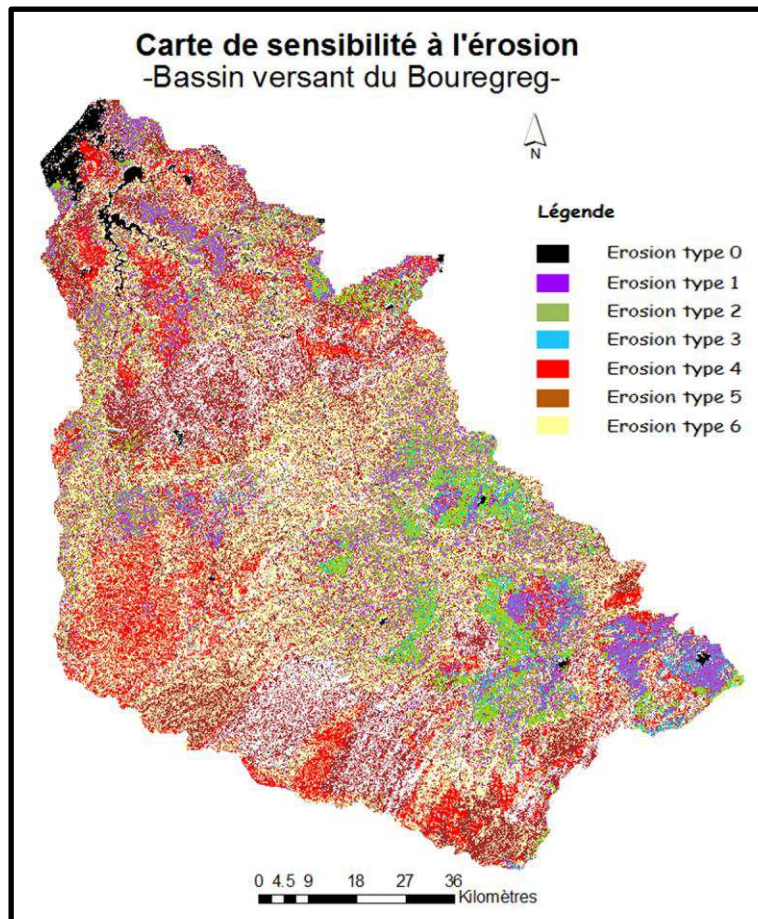 Carte de sensibilité à l'érosion
-Bassin versant du Bouregreg-
N
Légende
Erosion type 0
Erosion type 1
Erosion type 2
Erosion type 3
Erosion type 4
Erosion type 5
Erosion type 6
0 4.5 9 18 27 36
Kilomètres